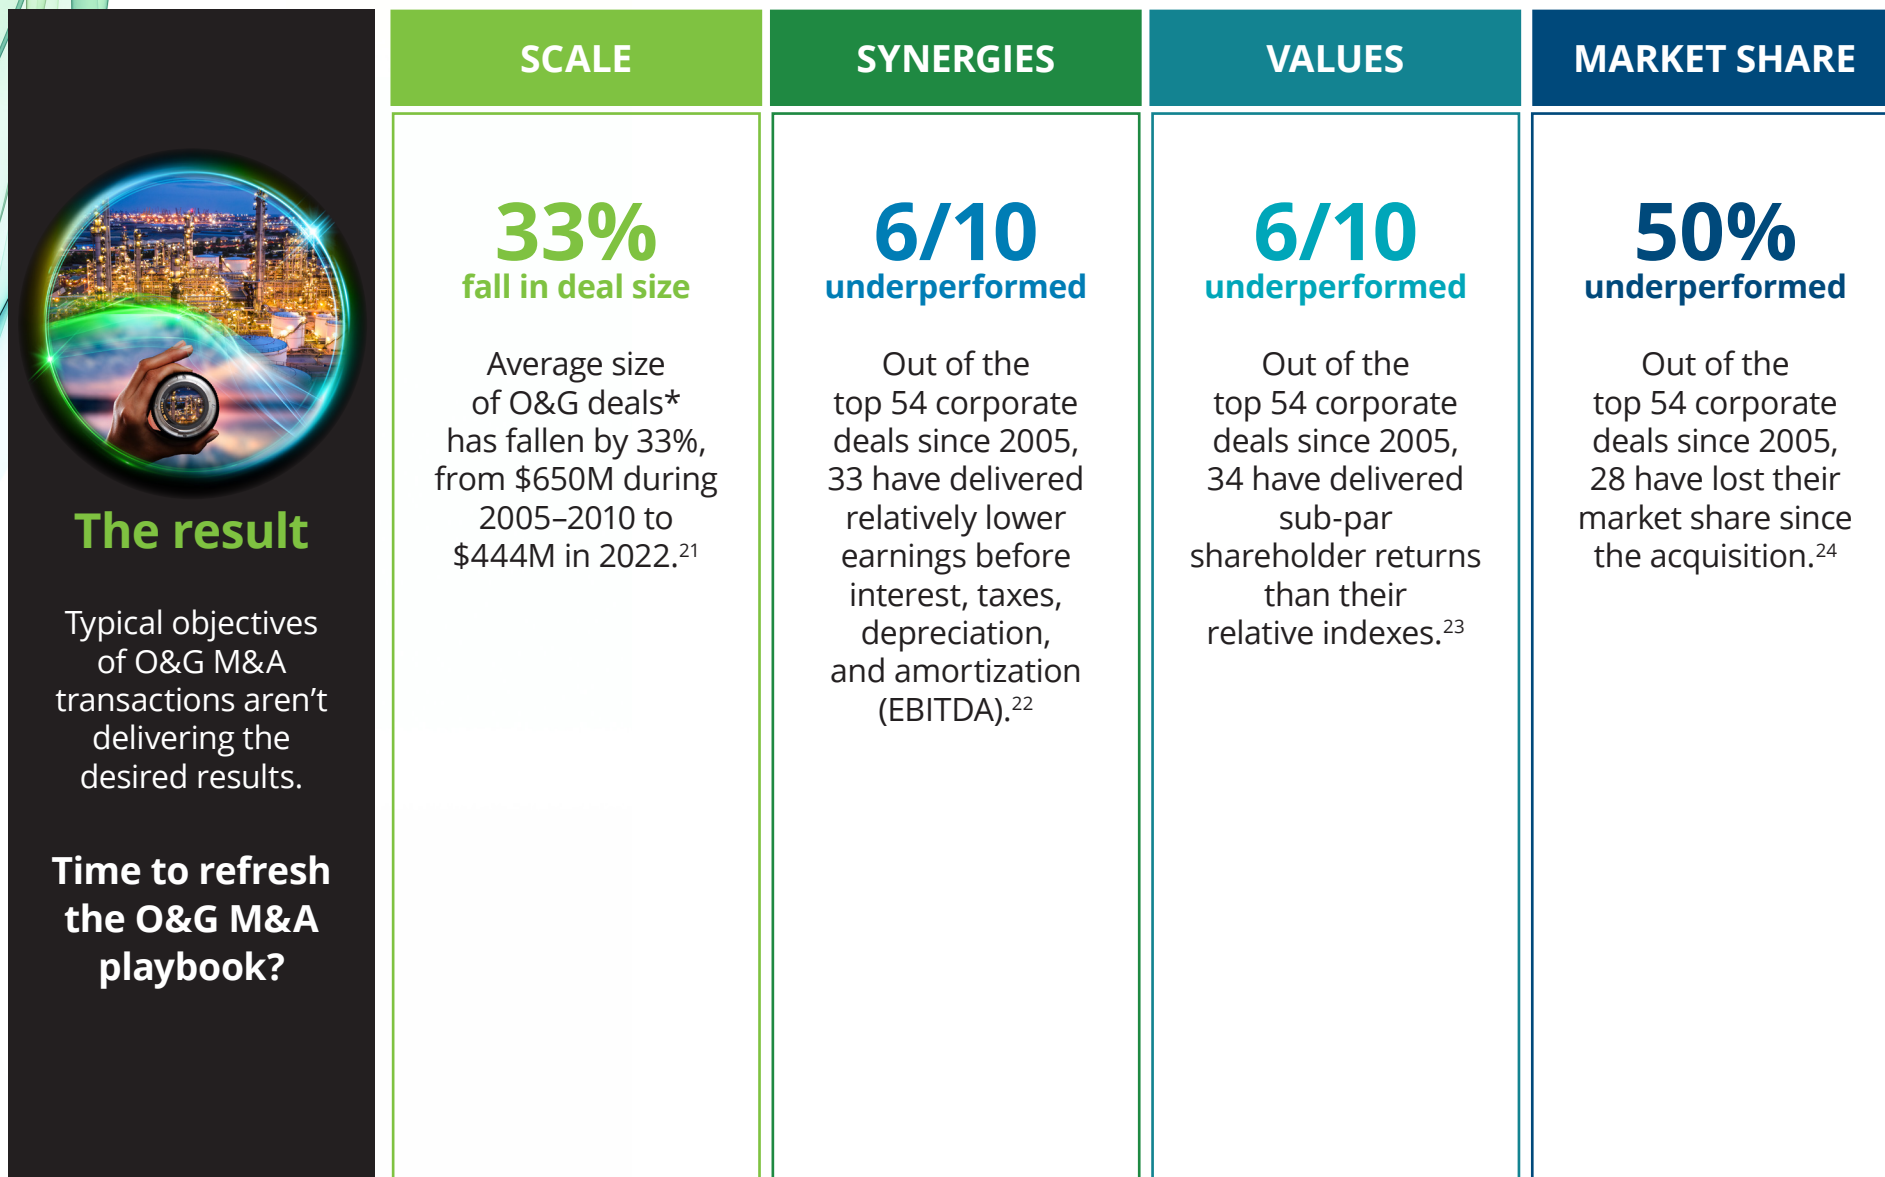 The result
Typical objectives
of O&G M&A
transactions aren’t
delivering the
desired results.
Time to refresh
the O&G M&A
playbook?
SCALE
33%
fall in deal size
Average size
of O&G deals*
has fallen by 33%,
from $650M during
2005–2010 to
$444M in 2022.21
SYNERGIES
6/10
underperformed
Out of the
top 54 corporate
deals since 2005,
33 have delivered
relatively lower
earnings before
interest, taxes,
depreciation,
and amortization
(EBITDA).22
VALUES
6/10
underperformed
Out of the
top 54 corporate
deals since 2005,
34 have delivered
sub-par
shareholder returns
than their
relative indexes.23
MARKET SHARE
50%
underperformed
Out of the
top 54 corporate
deals since 2005,
28 have lost their
market share since
the acquisition.24